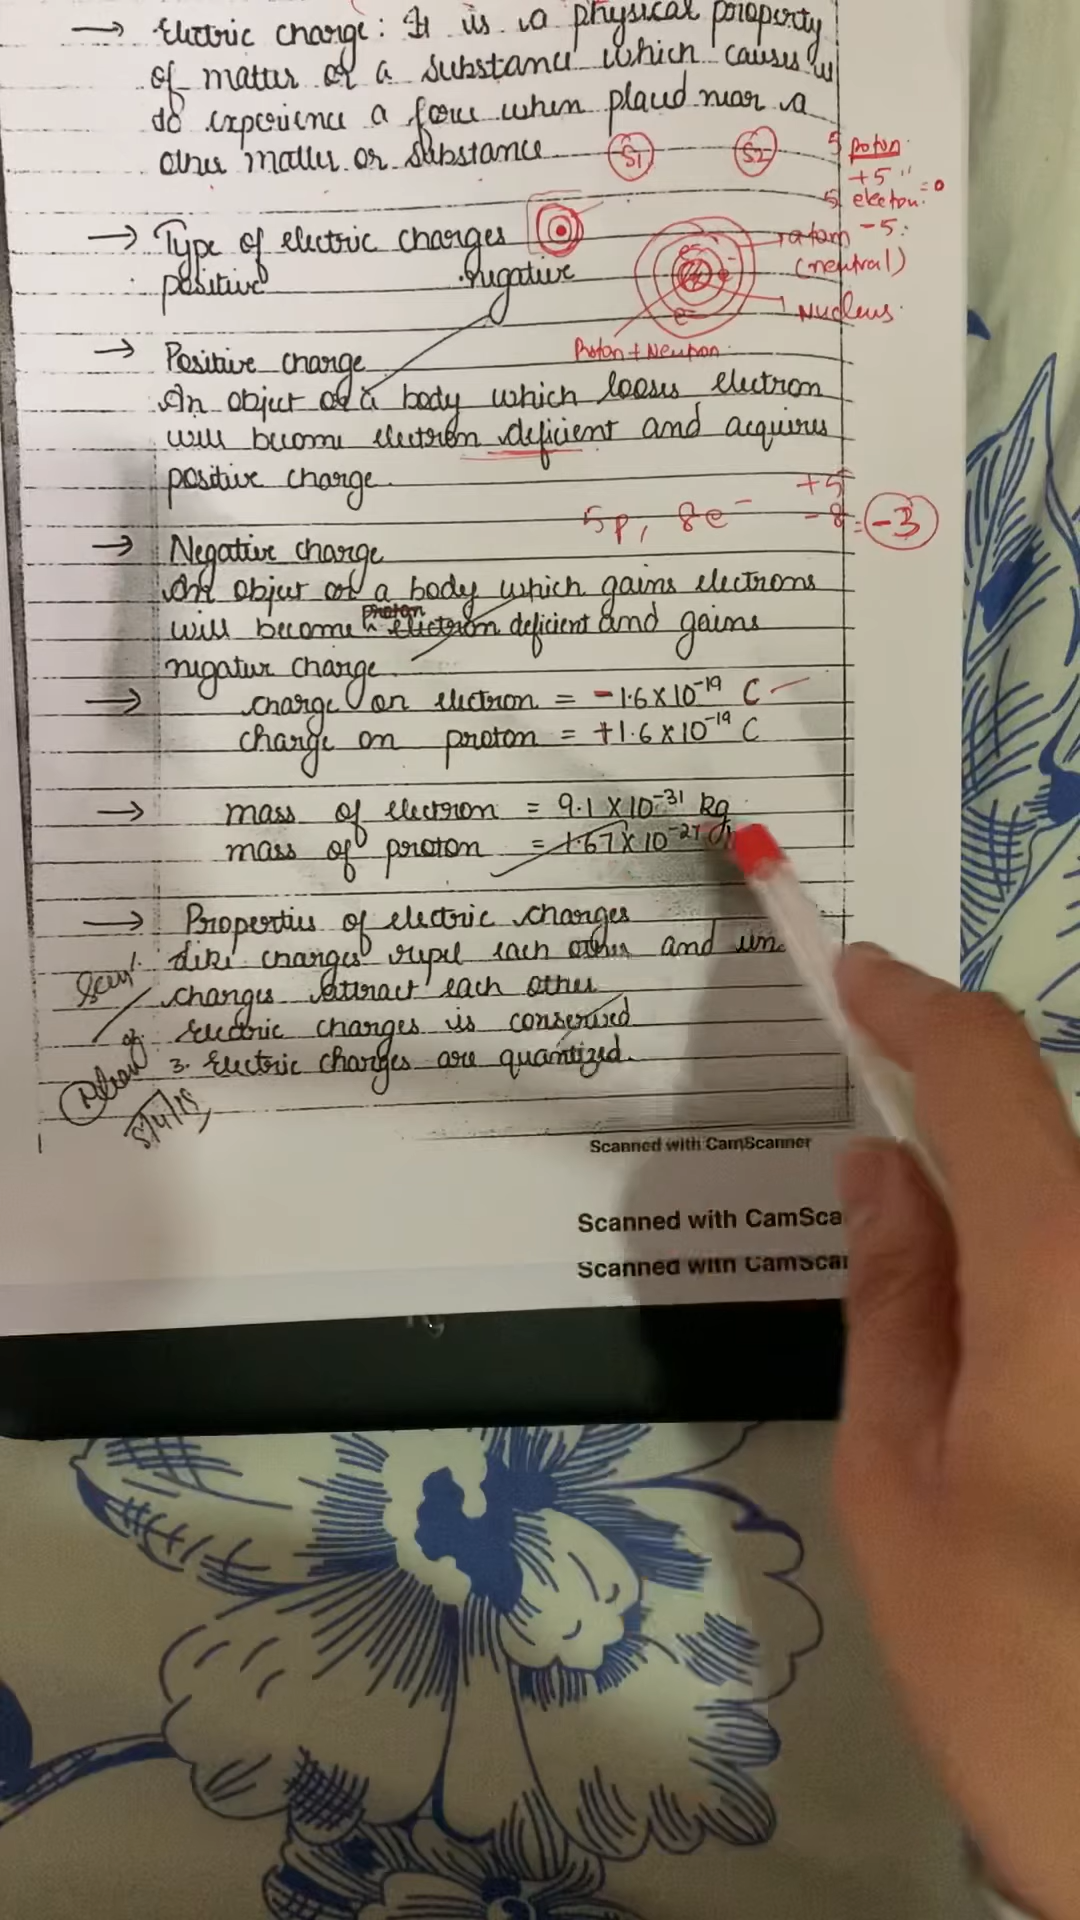 → Electric charge: It is a physical property
of matter or a substance which causes it
to experience a force when placed near a
other matter or substance
S1 S2
5 proton
+5
5 electon = 0
-5
→ Type of electric charges
positive negative
atom
(neutral)
Nucleus
e⁻ e⁻ e⁻
Proton + Neutron
→ Positive charge
An object or a body which looses electron
will become electron deficient and acquires
positive charge
5p, 8e⁻ +5
-8 = -3
→ Negative charge
An object or a body which gains electrons
proton
will become electron deficient and gains
negative charge
→ charge on electron = -1.6 X 10⁻¹⁹ C
charge on proton = +1.6 X 10⁻¹⁹ C
→ mass of electron = 9.1 X 10⁻³¹ kg
mass of proton = 1.67 X 10⁻²⁷
→ Properties of electric charges
1. Like charges repel each other and
charges attract each other
Electric charges is conserved
3. Electric charges are quantized.
Seen
Scanned with CamScanner
Scanned with CamSca
Scanned with CamScan